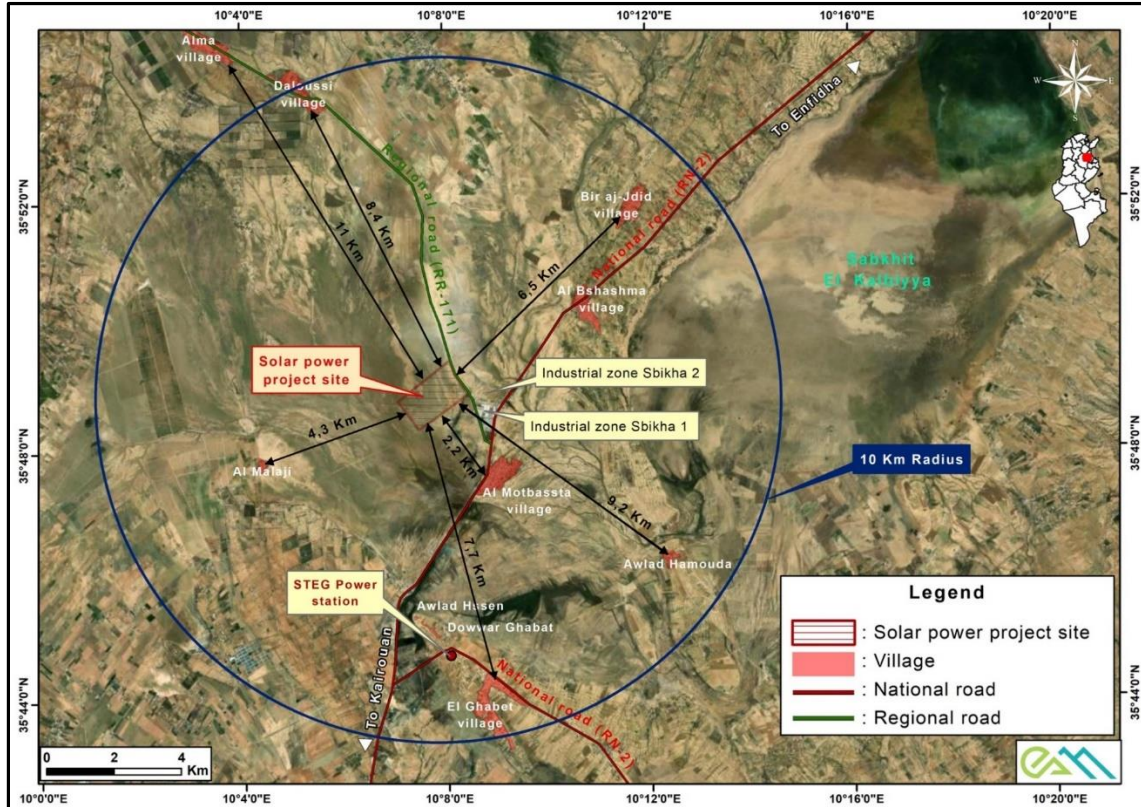 10°4'0"E
10°8'0"E
10°12'0"E
10°16'0"E
10°20'0"E
Alma
village
Daloussi
village
N
W
E
S
To Enfidha
Regional road (RR-171)
National road (RN-2)
Bir aj-Jdid
village
35°52'0"N
35°52'0"N
8,4 Km
11 Km
6,5 Km
Sabkhit
El Kalbiyya
Al Bshashma
village
Solar power
project site
Industrial zone Sbikha 2
Industrial zone Sbikha 1
4,3 Km
2,2 Km
35°48'0"N
35°48'0"N
Al Malaji
10 Km Radius
Al Motbassta
village
9,2 Km
7,7 Km
Awlad Hamouda
STEG Power
station
Awlad Hasen
Dowwar Ghabat
To Kairouan
National road (RN-2)
El Ghabet
village
35°44'0"N
35°44'0"N
Legend
: Solar power project site
: Village
: National road
: Regional road
0 2 4
Km
eam
10°0'0"E
10°4'0"E
10°8'0"E
10°12'0"E
10°16'0"E
10°20'0"E